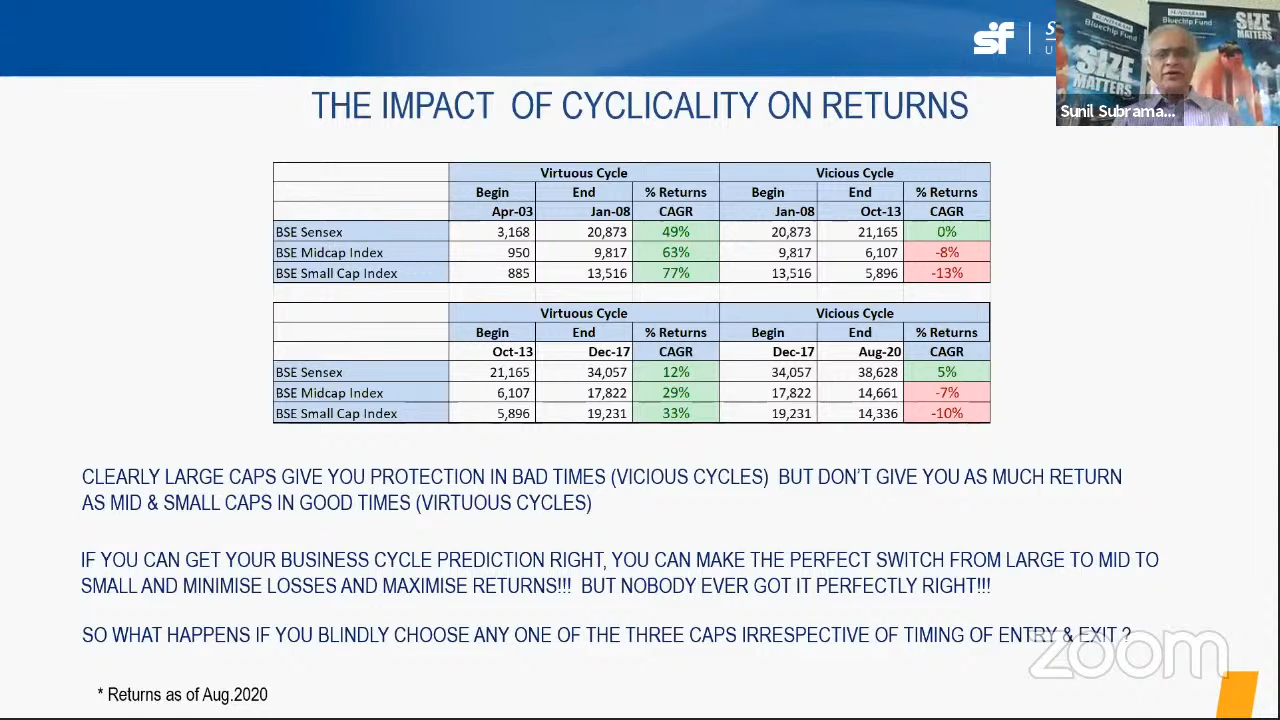 sf S
U
SUNDARAM
Bluechip Fund
SIZE
MATTERS
Bluechip Fund
SIZE
MATTERS
Sunil Subrama...
THE IMPACT OF CYCLICALITY ON RETURNS
Virtuous Cycle Vicious Cycle
Begin End % Returns Begin End % Returns
Apr-03 Jan-08 CAGR Jan-08 Oct-13 CAGR
BSE Sensex 3,168 20,873 49% 20,873 21,165 0%
BSE Midcap Index 950 9,817 63% 9,817 6,107 -8%
BSE Small Cap Index 885 13,516 77% 13,516 5,896 -13%
Virtuous Cycle Vicious Cycle
Begin End % Returns Begin End % Returns
Oct-13 Dec-17 CAGR Dec-17 Aug-20 CAGR
BSE Sensex 21,165 34,057 12% 34,057 38,628 5%
BSE Midcap Index 6,107 17,822 29% 17,822 14,661 -7%
BSE Small Cap Index 5,896 19,231 33% 19,231 14,336 -10%
CLEARLY LARGE CAPS GIVE YOU PROTECTION IN BAD TIMES (VICIOUS CYCLES) BUT DON'T GIVE YOU AS MUCH RETURN
AS MID & SMALL CAPS IN GOOD TIMES (VIRTUOUS CYCLES)
IF YOU CAN GET YOUR BUSINESS CYCLE PREDICTION RIGHT, YOU CAN MAKE THE PERFECT SWITCH FROM LARGE TO MID TO
SMALL AND MINIMISE LOSSES AND MAXIMISE RETURNS!!! BUT NOBODY EVER GOT IT PERFECTLY RIGHT!!!
SO WHAT HAPPENS IF YOU BLINDLY CHOOSE ANY ONE OF THE THREE CAPS IRRESPECTIVE OF TIMING OF ENTRY & EXIT ?
zoom
* Returns as of Aug.2020